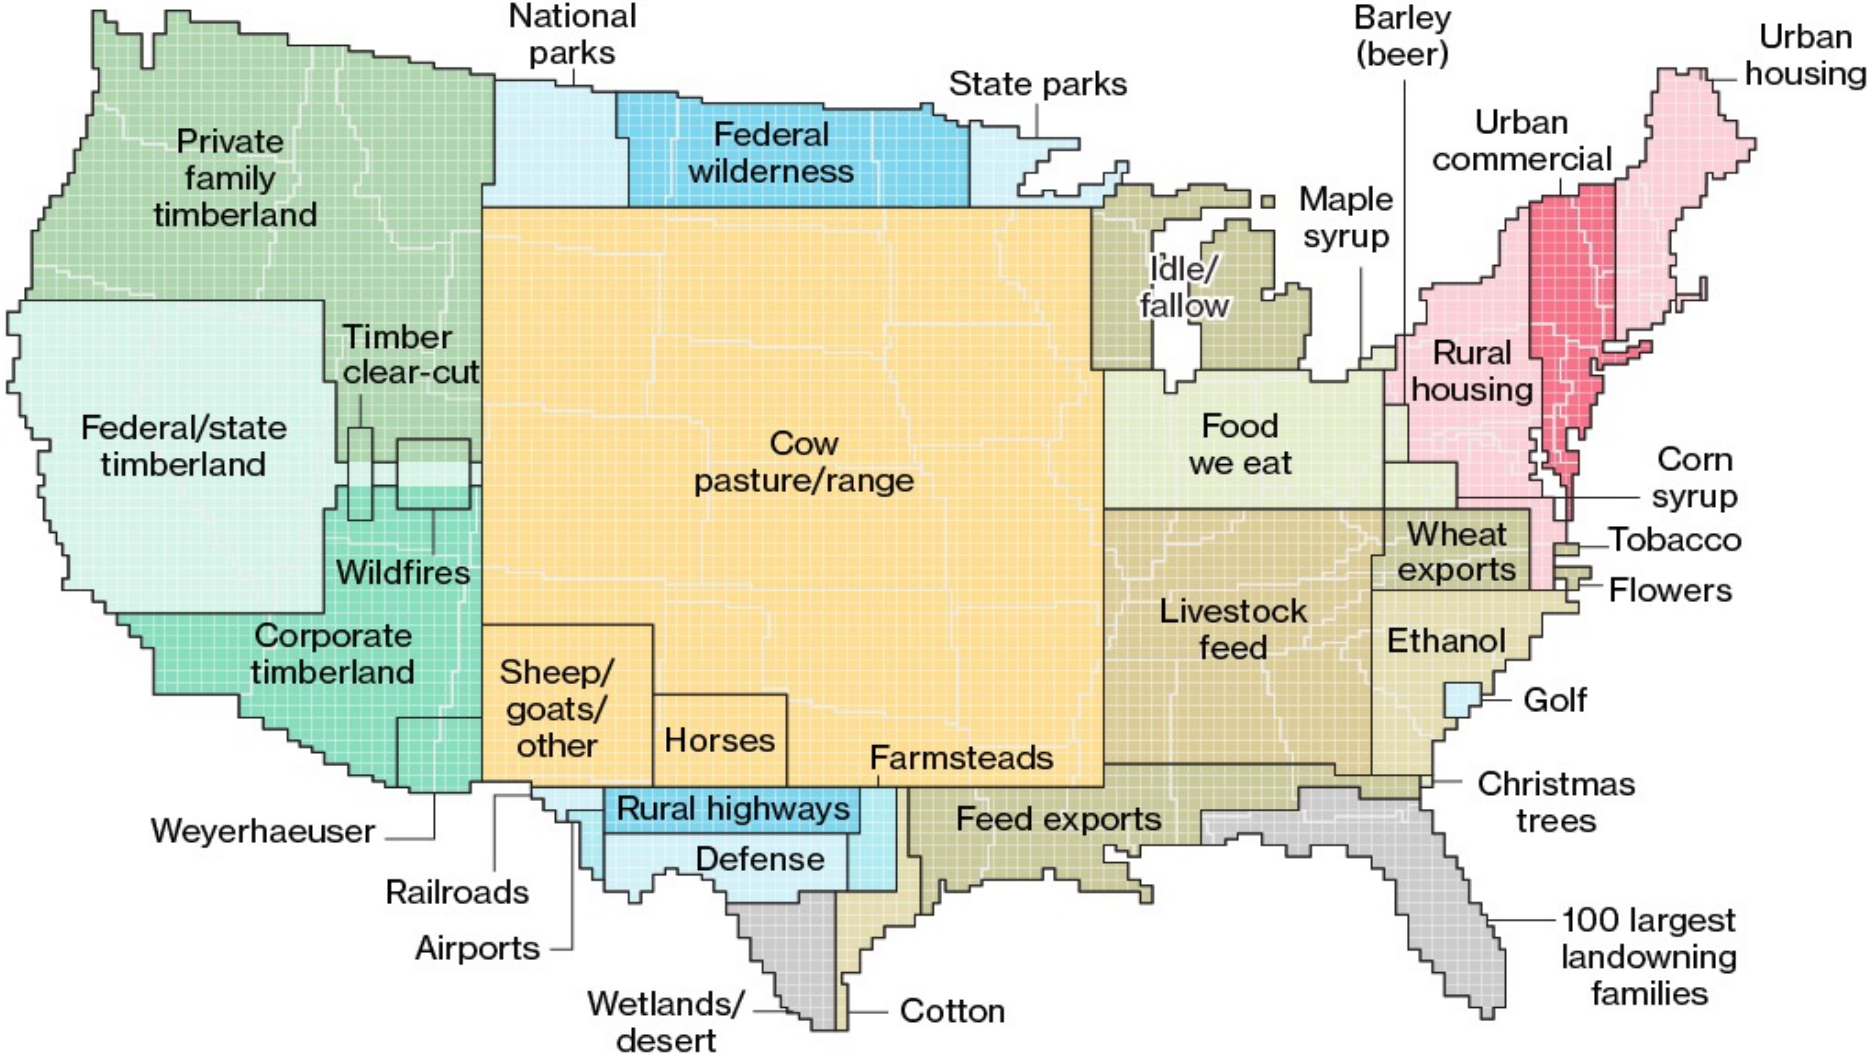 National
parks
Barley
(beer)
Urban
housing
State parks
Urban
commercial
Private
family
timberland
Federal
wilderness
Maple
syrup
Idle/
fallow
Timber
clear-cut
Rural
housing
Federal/state
timberland
Cow
pasture/range
Food
we eat
Corn
syrup
Wheat
exports
Tobacco
Wildfires
Flowers
Livestock
feed
Ethanol
Corporate
timberland
Sheep/
goats/
other
Golf
Horses
Farmsteads
Christmas
trees
Rural highways
Feed exports
Weyerhaeuser
Defense
Railroads
Airports
100 largest
landowning
families
Wetlands/
desert
Cotton